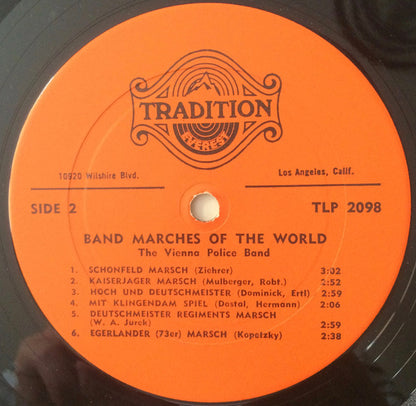 TRADITION
EVEREST
10920 Wilshire Blvd.
Los Angeles, Calif.
SIDE 2
TLP 2098
BAND MARCHES OF THE WORLD
The Vienna Police Band
1. SCHONFELD MARSCH (Ziehrer) 3:02
2. KAISERJAGER MARSCH (Mulberger, Robt.) 2:52
3. HOCH UND DEUTSCHMEISTER (Dominick, Ertl) 2:59
4. MIT KLINGENDAM SPIEL (Dostal, Hermann) 2:06
5. DEUTSCHMEISTER REGIMENTS MARSCH
(W. A. Jurek) 2:59
6. EGERLANDER (73er) MARSCH (Kopetzky) 2:38